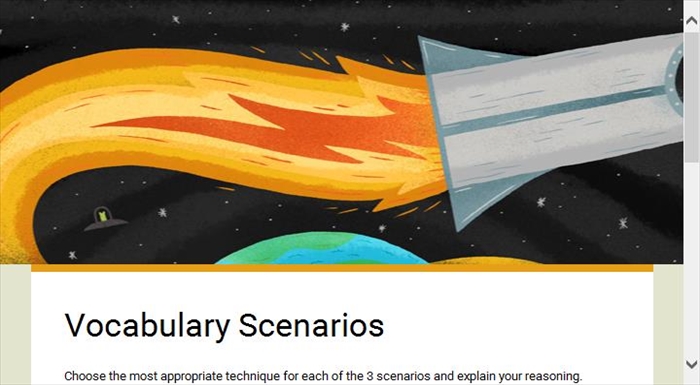 Vocabulary Scenarios
Choose the most appropriate technique for each of the 3 scenarios and explain your reasoning.